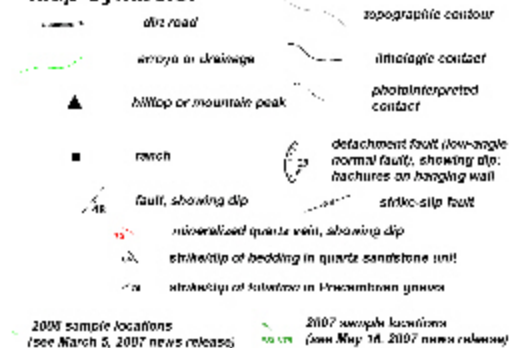 dirt road
topographic contour
arroyo or drainage
lithologic contact
hilltop or mountain peak
photointerpreted
contact
ranch
detachment fault (low-angle
normal fault), showing dip;
hachures on hanging wall
fault, showing dip
strike-slip fault
mineralized quartz vein, showing dip
strike/dip of bedding in quartz sandstone unit
strike/dip of foliation in Precambrian gneiss
2006 sample locations
(see March 5, 2007 news release)
2007 sample locations
(see May 16, 2007 news release)